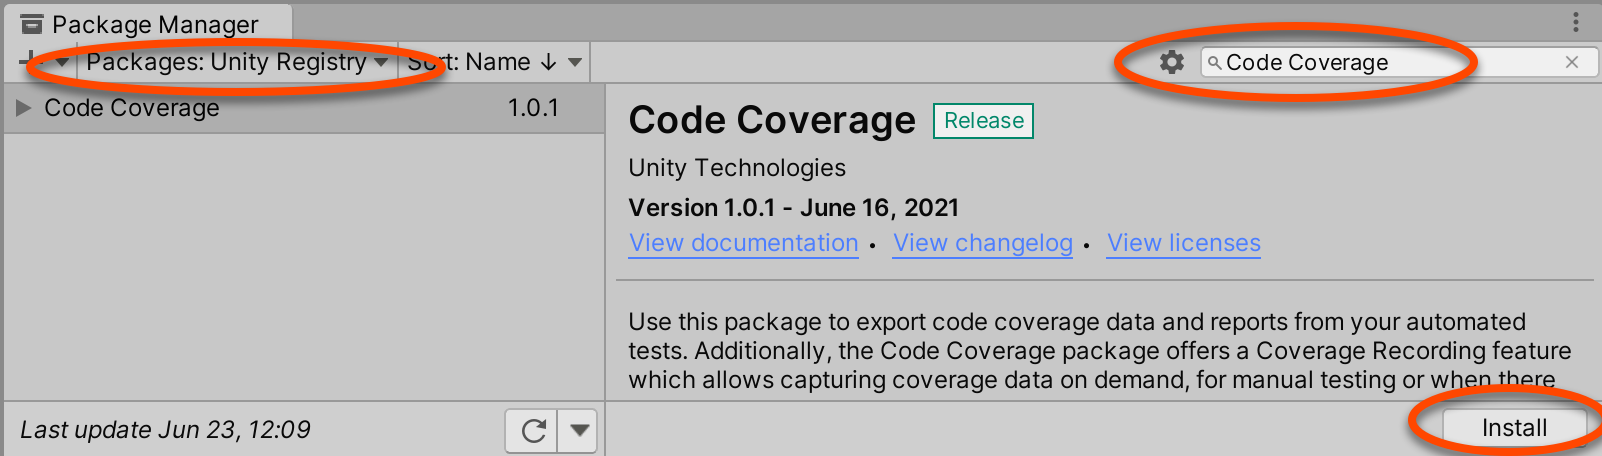 Package Manager
Packages: Unity Registry Sort: Name ↓ Code Coverage
Code Coverage 1.0.1
Code Coverage Release
Unity Technologies
Version 1.0.1 - June 16, 2021
View documentation • View changelog • View licenses
Use this package to export code coverage data and reports from your automated
tests. Additionally, the Code Coverage package offers a Coverage Recording feature
which allows capturing coverage data on demand, for manual testing or when there
Last update Jun 23, 12:09
Install